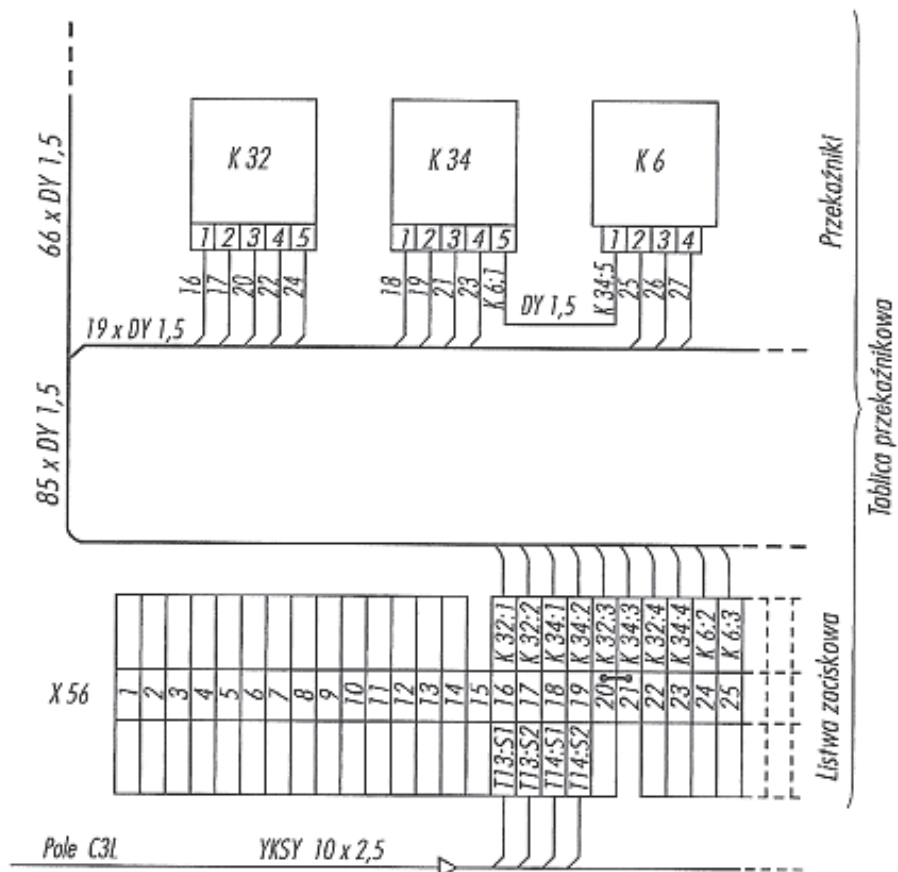 66 x DY 1,5
K 32
K 34
K 6
Przekaźniki
1 2 3 4 5
1 2 3 4 5
1 2 3 4
16 17 20 22 24
18 19 21 23 K 6:1
K 34:5 25 26 27
DY 1,5
19 x DY 1,5
85 x DY 1,5
Tablica przekaźnikowa
K 32:1 K 32:2 K 34:1 K 34:2 K 32:3 K 34:3 K 32:4 K 34:4 K 6:2 K 6:3
X 56
1 2 3 4 5 6 7 8 9 10 11 12 13 14 15 16 17 18 19 20 21 22 23 24 25
T13:S1 T13:S2 T14:S1 T14:S2
Listwa zaciskowa
Pole C3L
YKSY 10 x 2,5